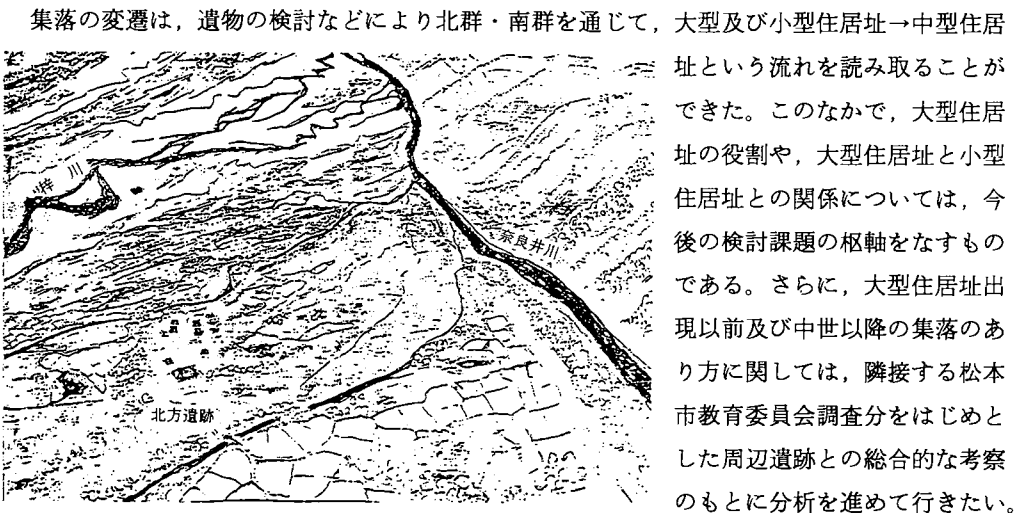 集落の変遷は，遺物の検討などにより北群・南群を通じて，大型及び小型住居址→中型住居
址という流れを読み取ることが
できた。このなかで，大型住居
址の役割や，大型住居址と小型
住居址との関係については，今
後の検討課題の枢軸をなすもの
である。さらに，大型住居址出
現以前及び中世以降の集落のあ
り方に関しては，隣接する松本
市教育委員会調査分をはじめと
した周辺遺跡との総合的な考察
のもとに分析を進めて行きたい。
梓川
奈良井川
北方遺跡